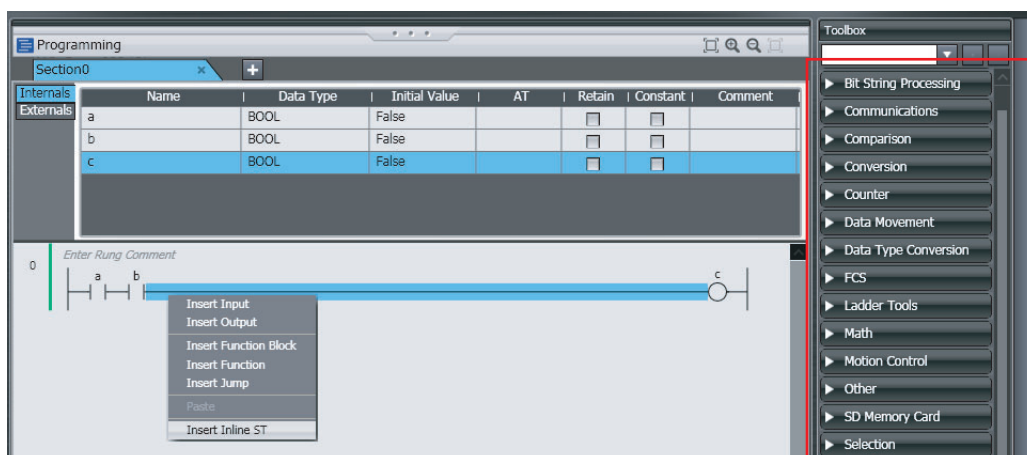 Programming
Section0
Internals
Externals
Name Data Type Initial Value AT Retain Constant Comment
a BOOL False
b BOOL False
c BOOL False
0
Enter Rung Comment
a b c
Insert Input
Insert Output
Insert Function Block
Insert Function
Insert Jump
Paste
Insert Inline ST
Toolbox
Bit String Processing
Communications
Comparison
Conversion
Counter
Data Movement
Data Type Conversion
FCS
Ladder Tools
Math
Motion Control
Other
SD Memory Card
Selection